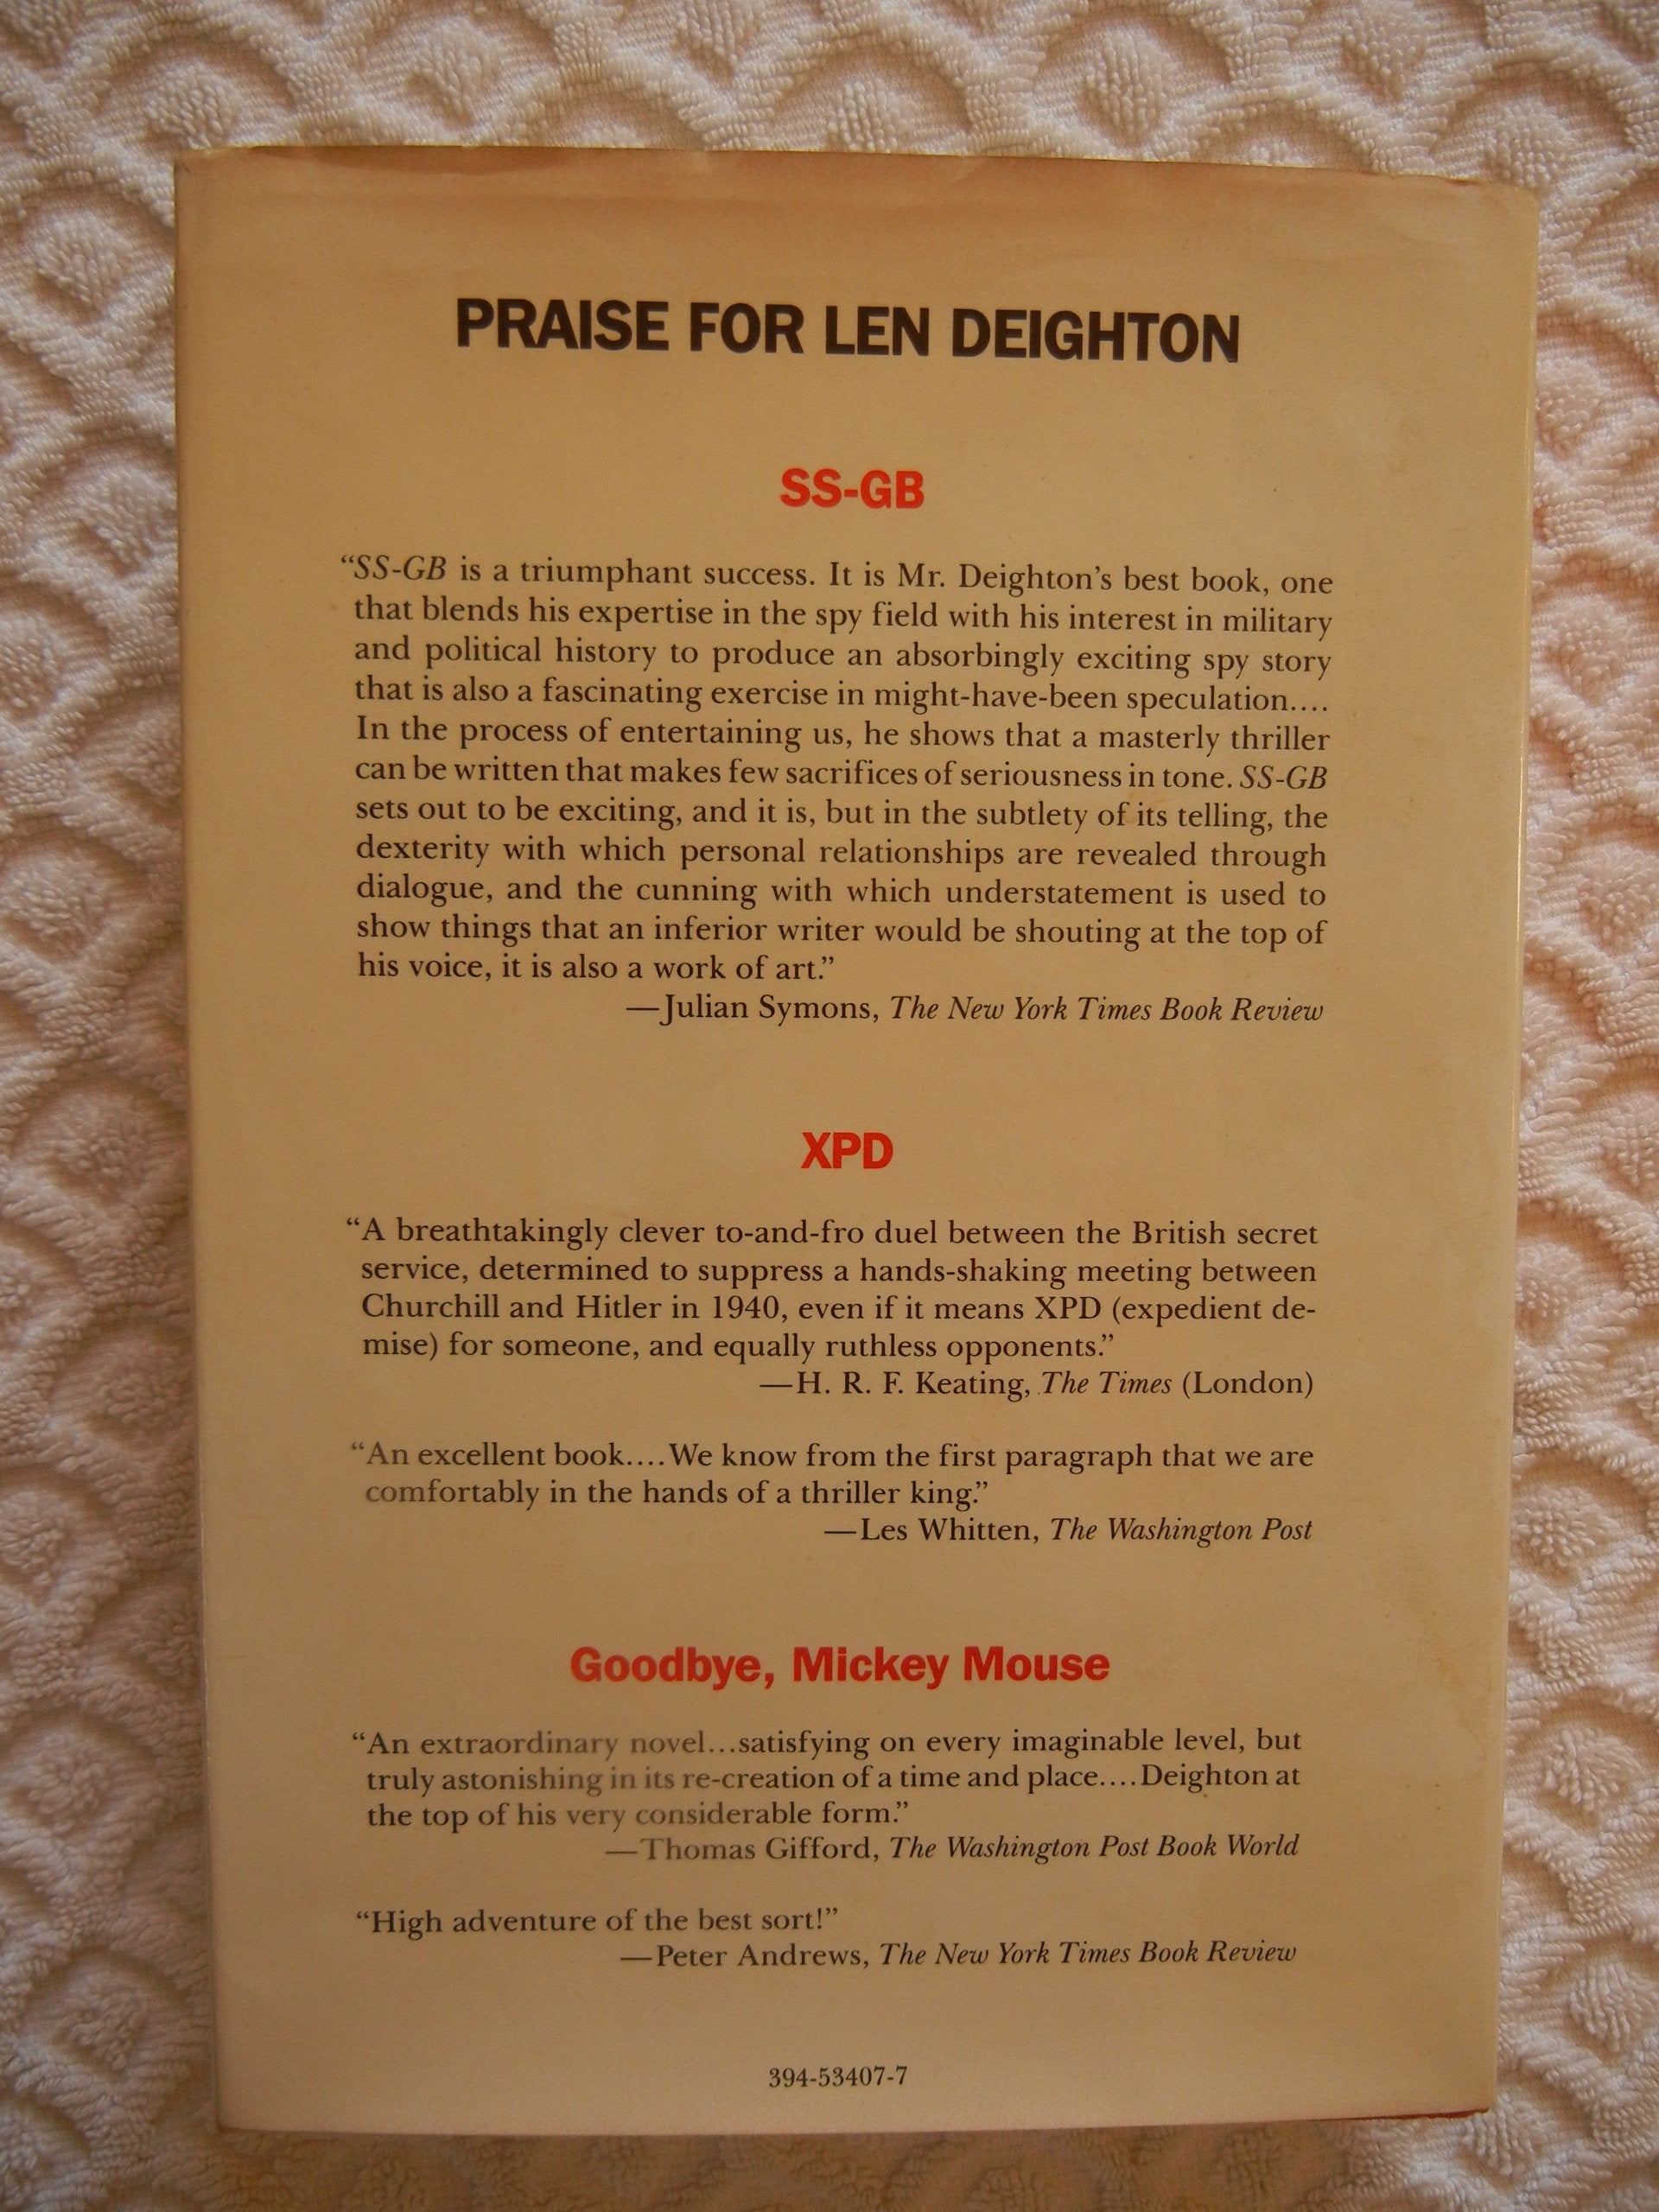 PRAISE FOR LEN DEIGHTON
SS-GB
“SS-GB is a triumphant success. It is Mr. Deighton’s best book, one
that blends his expertise in the spy field with his interest in military
and political history to produce an absorbingly exciting spy story
that is also a fascinating exercise in might-have-been speculation....
In the process of entertaining us, he shows that a masterly thriller
can be written that makes few sacrifices of seriousness in tone. SS-GB
sets out to be exciting, and it is, but in the subtlety of its telling, the
dexterity with which personal relationships are revealed through
dialogue, and the cunning with which understatement is used to
show things that an inferior writer would be shouting at the top of
his voice, it is also a work of art.”
—Julian Symons, The New York Times Book Review
XPD
“A breathtakingly clever to-and-fro duel between the British secret
service, determined to suppress a hands-shaking meeting between
Churchill and Hitler in 1940, even if it means XPD (expedient de-
mise) for someone, and equally ruthless opponents.”
—H. R. F. Keating, The Times (London)
“An excellent book....We know from the first paragraph that we are
comfortably in the hands of a thriller king.”
—Les Whitten, The Washington Post
Goodbye, Mickey Mouse
“An extraordinary novel...satisfying on every imaginable level, but
truly astonishing in its re-creation of a time and place....Deighton at
the top of his very considerable form.”
—Thomas Gifford, The Washington Post Book World
“High adventure of the best sort!”
—Peter Andrews, The New York Times Book Review
394-53407-7